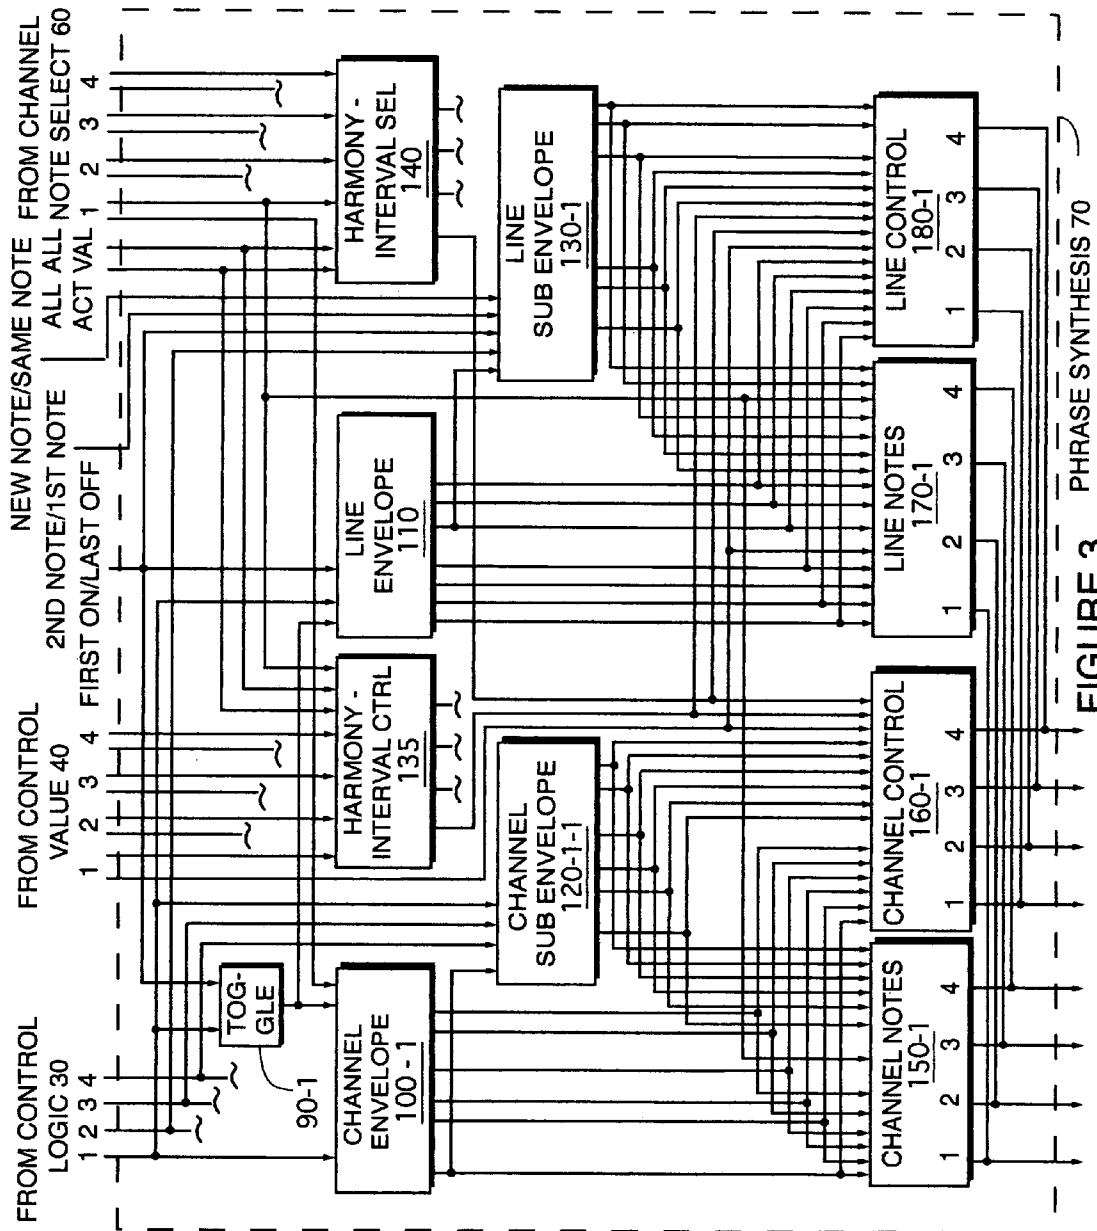 FROM CONTROL
LOGIC 30
1 2 3 4
FROM CONTROL
VALUE 40
1 2 3 4
FIRST ON/LAST OFF
2ND NOTE/1ST NOTE
NEW NOTE/SAME NOTE
ALL ALL
ACT VAL
FROM CHANNEL
NOTE SELECT 60
1 2 3 4
TOG-
GLE
90-1
CHANNEL
ENVELOPE
100-1
HARMONY -
INTERVAL CTRL
135
LINE
ENVELOPE
110
HARMONY -
INTERVAL SEL
140
CHANNEL
SUB ENVELOPE
120-1-1
LINE
SUB ENVELOPE
130-1
CHANNEL NOTES
150-1
1 2 3 4
CHANNEL CONTROL
160-1
1 2 3 4
LINE NOTES
170-1
1 2 3 4
LINE CONTROL
180-1
1 2 3 4
PHRASE SYNTHESIS 70
FIGURE 3